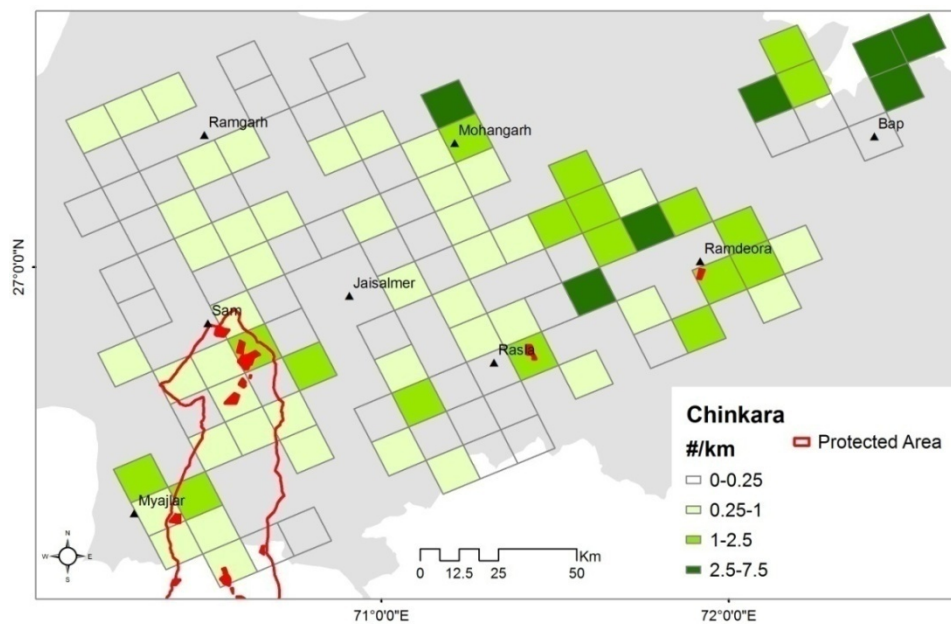 Ramgarh
Mohangarh
Bap
27°0'0"N
Ramdeora
Jaisalmer
Sam
Rasla
Myajlar
Chinkara
#/km
Protected Area
0-0.25
0.25-1
1-2.5
2.5-7.5
N
W E
S
Km
0 12.5 25 50
71°0'0"E 72°0'0"E